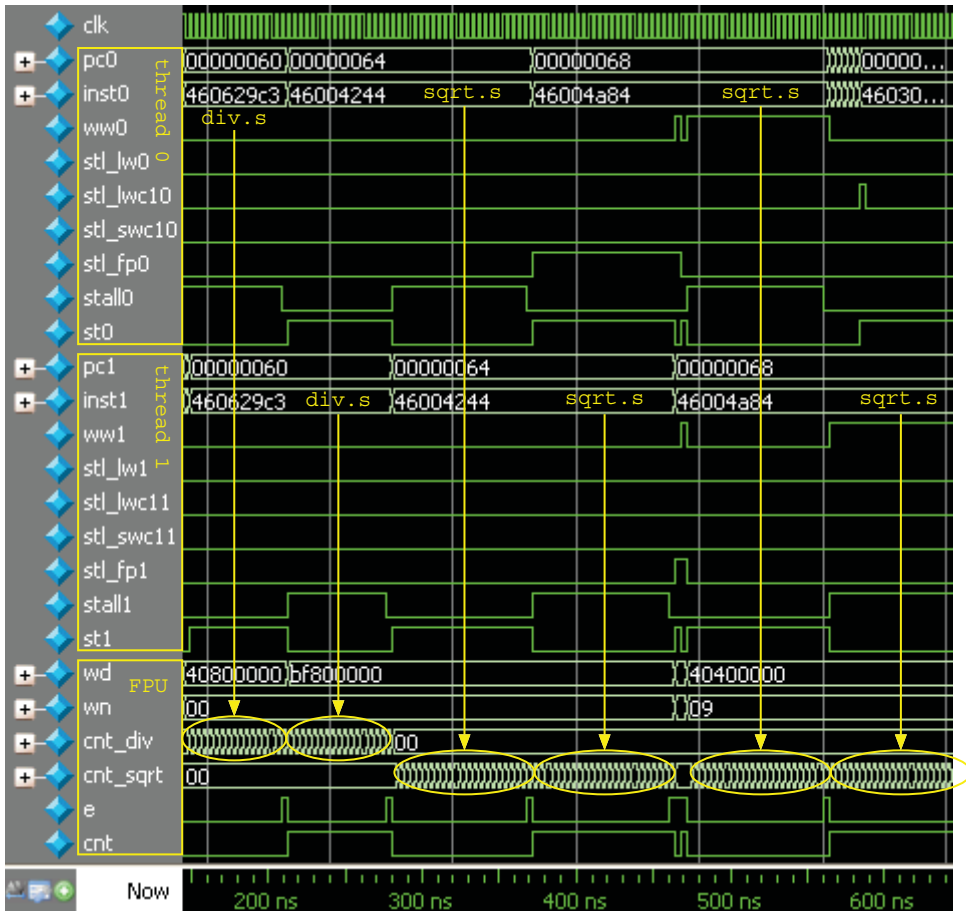 clk
pc0 00000060 00000064 00000068 00000...
inst0 460629c3 46004244 sqrt.s 46004a84 sqrt.s 46030...
ww0 div.s
stl_lw0
stl_lwc10
stl_swc10
stl_fp0
stall0
st0
thread 0
pc1 00000060 00000064 00000068
inst1 460629c3 div.s 46004244 sqrt.s 46004a84 sqrt.s
ww1
stl_lw1
stl_lwc11
stl_swc11
stl_fp1
stall1
st1
thread 1
wd 40800000 bf800000 40400000
FPU
wn 00 09
cnt_div 00
cnt_sqrt 00
e
cnt
Now 200 ns 300 ns 400 ns 500 ns 600 ns